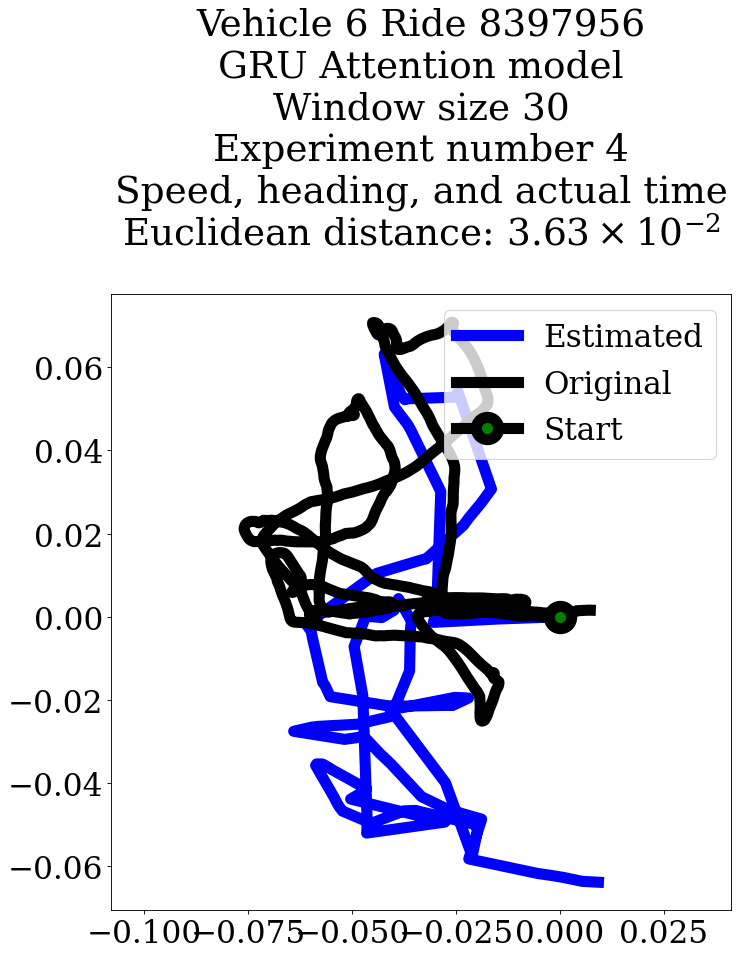 Vehicle 6 Ride 8397956
GRU Attention model
Window size 30
Experiment number 4
Speed, heading, and actual time
Euclidean distance: 3.63 × 10⁻²
Estimated
Original
Start
0.06
0.04
0.02
0.00
−0.02
−0.04
−0.06
−0.100 −0.075 −0.050 −0.025 0.000 0.025